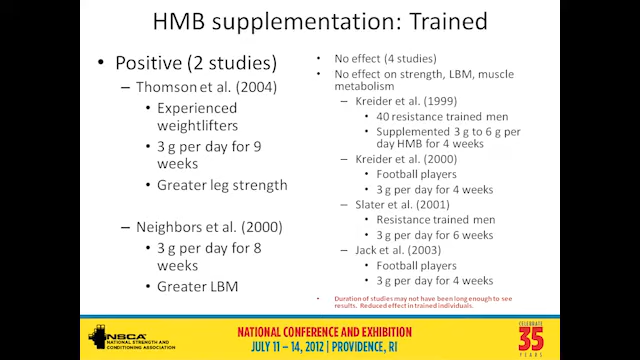 HMB supplementation: Trained
• Positive (2 studies)
– Thomson et al. (2004)
• Experienced
weightlifters
• 3 g per day for 9
weeks
• Greater leg strength
– Neighbors et al. (2000)
• 3 g per day for 8
weeks
• Greater LBM
• No effect (4 studies)
• No effect on strength, LBM, muscle
metabolism
– Kreider et al. (1999)
• 40 resistance trained men
• Supplemented 3 g to 6 g per
day HMB for 4 weeks
– Kreider et al. (2000)
• Football players
• 3 g per day for 4 weeks
– Slater et al. (2001)
• Resistance trained men
• 3 g per day for 6 weeks
– Jack et al. (2003)
• Football players
• 3 g per day for 4 weeks
• Duration of studies may not have been long enough to see
results. Reduced effect in trained individuals.
NSCA
NATIONAL STRENGTH AND
CONDITIONING ASSOCIATION
NATIONAL CONFERENCE AND EXHIBITION
JULY 11 – 14, 2012 | PROVIDENCE, RI
CELEBRATE
35
YEARS